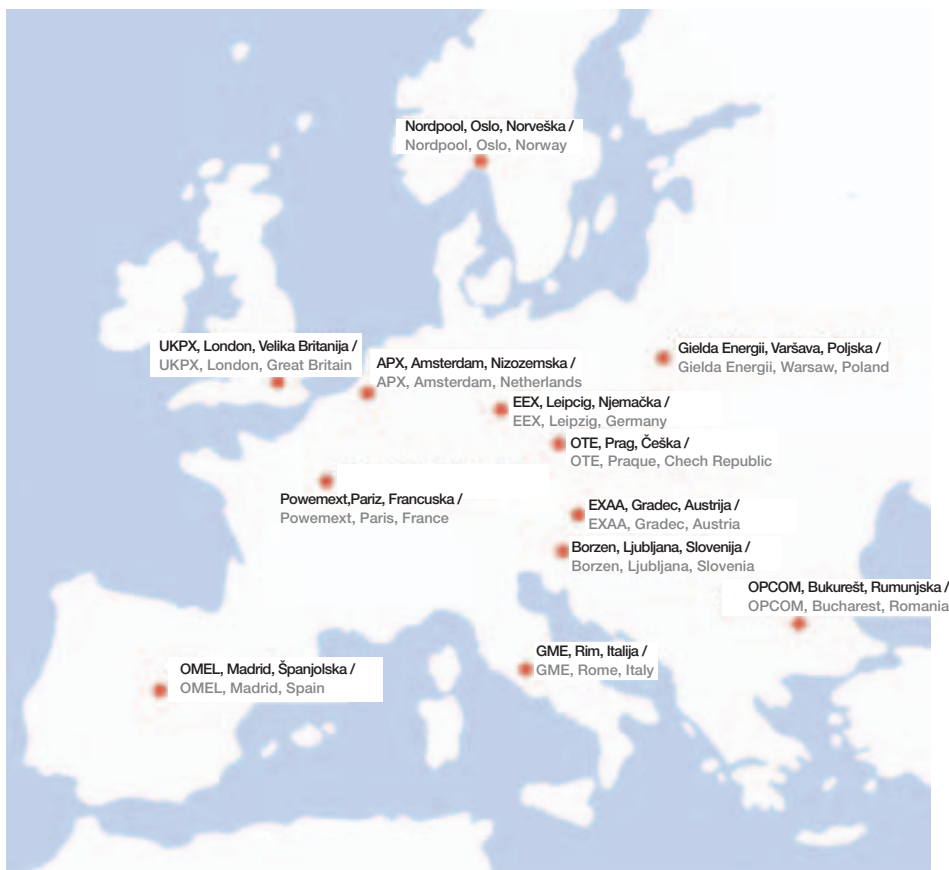 Nordpool, Oslo, Norveška /
Nordpool, Oslo, Norway
UKPX, London, Velika Britanija /
UKPX, London, Great Britain
APX, Amsterdam, Nizozemska /
APX, Amsterdam, Netherlands
Gielda Energii, Varšava, Poljska /
Gielda Energii, Warsaw, Poland
EEX, Leipcig, Njemačka /
EEX, Leipzig, Germany
OTE, Prag, Češka /
OTE, Praque, Chech Republic
Powernext,Pariz, Francuska /
Powernext, Paris, France
EXAA, Gradec, Austrija /
EXAA, Gradec, Austria
Borzen, Ljubljana, Slovenija /
Borzen, Ljubljana, Slovenia
OPCOM, Bukurešt, Rumunjska /
OPCOM, Bucharest, Romania
GME, Rim, Italija /
GME, Rome, Italy
OMEL, Madrid, Španjolska /
OMEL, Madrid, Spain